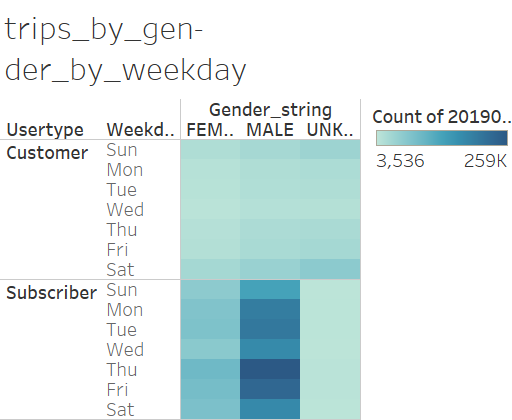 trips_by_gen-
der_by_weekday
Gender_string
Usertype Weekd.. FEM.. MALE UNK..
Count of 20190..
3,536 259K
Customer Sun
Mon
Tue
Wed
Thu
Fri
Sat
Subscriber Sun
Mon
Tue
Wed
Thu
Fri
Sat